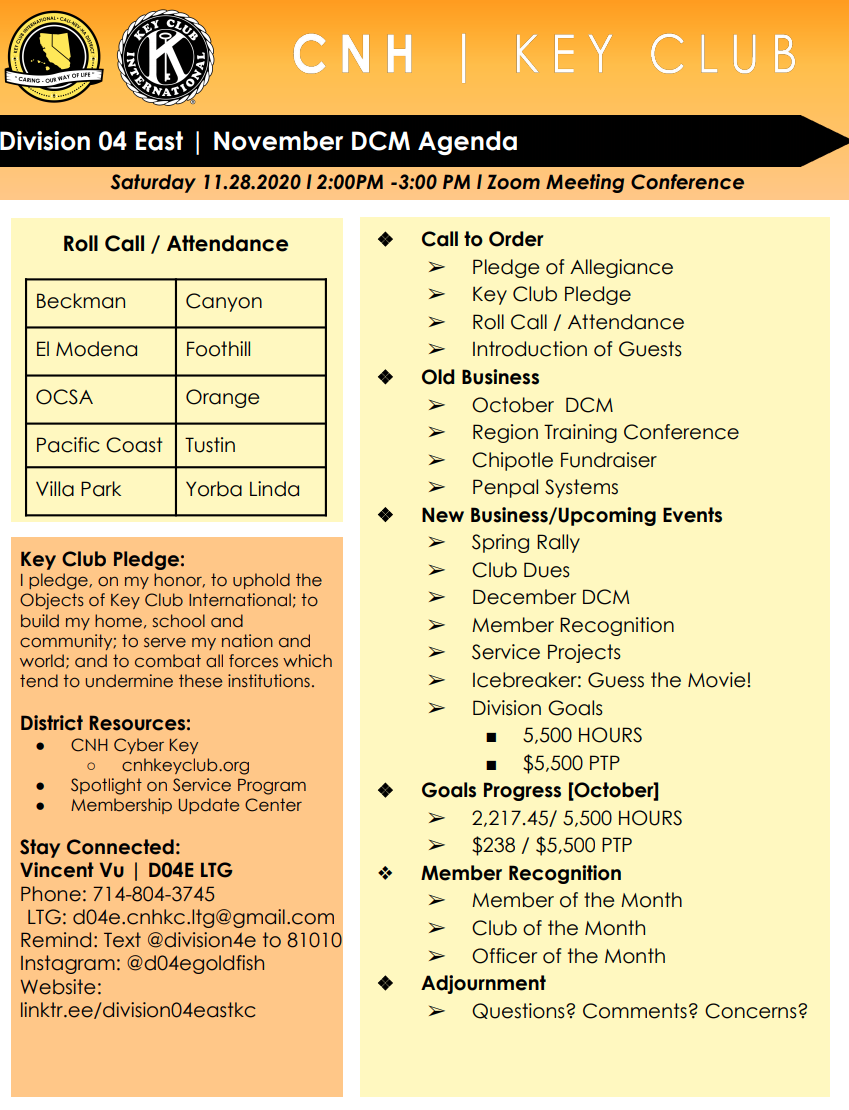 KEY CLUB INTERNATIONAL • CALI-NEV-HA DISTRICT
" CARING - OUR WAY OF LIFE "
KEY CLUB
K
INTERNATIONAL
®
CNH | KEY CLUB
Division 04 East | November DCM Agenda
Saturday 11.28.2020 I 2:00PM -3:00 PM I Zoom Meeting Conference
Roll Call / Attendance
Beckman Canyon
El Modena Foothill
OCSA Orange
Pacific Coast Tustin
Villa Park Yorba Linda
Key Club Pledge:
I pledge, on my honor, to uphold the
Objects of Key Club International; to
build my home, school and
community; to serve my nation and
world; and to combat all forces which
tend to undermine these institutions.
District Resources:
● CNH Cyber Key
○ cnhkeyclub.org
● Spotlight on Service Program
● Membership Update Center
Stay Connected:
Vincent Vu | D04E LTG
Phone: 714-804-3745
LTG: d04e.cnhkc.ltg@gmail.com
Remind: Text @division4e to 81010
Instagram: @d04egoldfish
Website:
linktr.ee/division04eastkc
❖ Call to Order
➢ Pledge of Allegiance
➢ Key Club Pledge
➢ Roll Call / Attendance
➢ Introduction of Guests
❖ Old Business
➢ October DCM
➢ Region Training Conference
➢ Chipotle Fundraiser
➢ Penpal Systems
❖ New Business/Upcoming Events
➢ Spring Rally
➢ Club Dues
➢ December DCM
➢ Member Recognition
➢ Service Projects
➢ Icebreaker: Guess the Movie!
➢ Division Goals
■ 5,500 HOURS
■ $5,500 PTP
❖ Goals Progress [October]
➢ 2,217.45/ 5,500 HOURS
➢ $238 / $5,500 PTP
❖ Member Recognition
➢ Member of the Month
➢ Club of the Month
➢ Officer of the Month
❖ Adjournment
➢ Questions? Comments? Concerns?